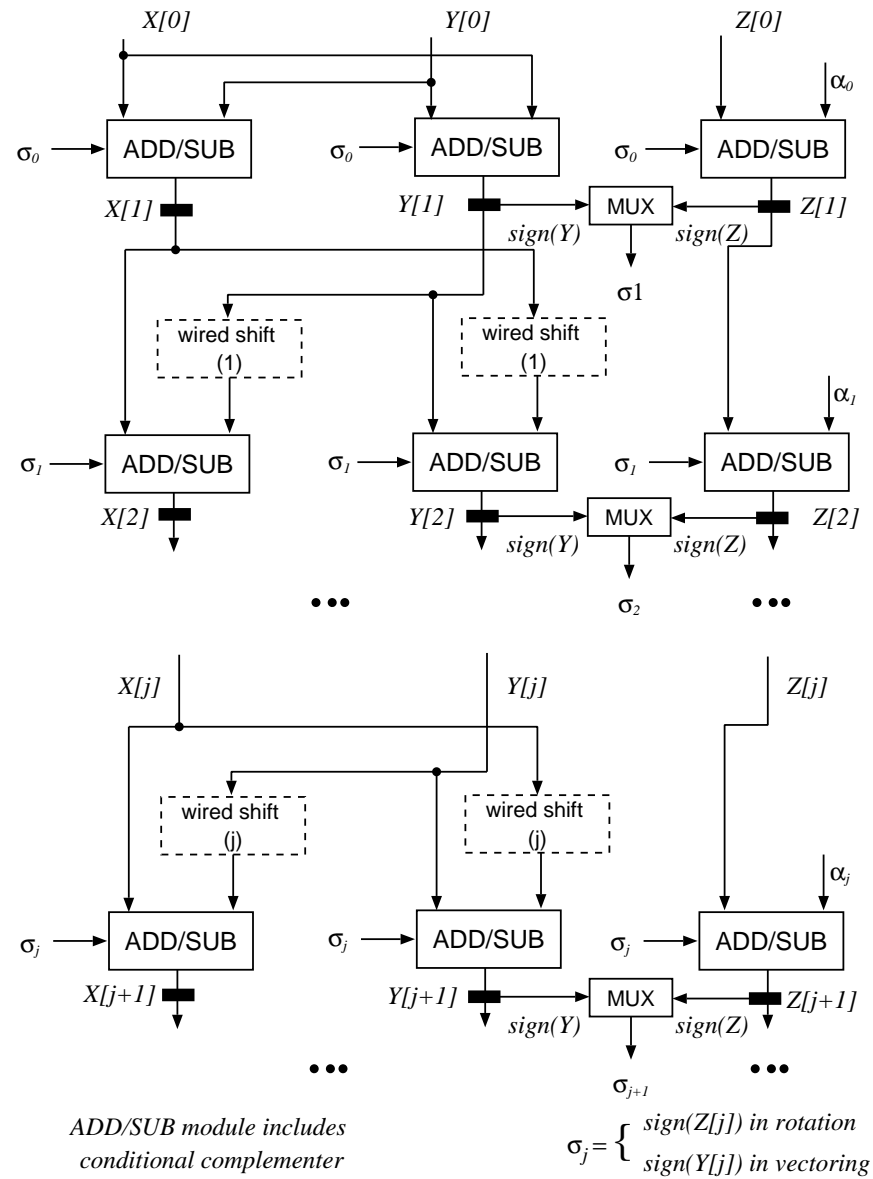 X[0] Y[0] Z[0]
α₀
σ₀ ADD/SUB σ₀ ADD/SUB σ₀ ADD/SUB
X[1] Y[1] MUX Z[1]
sign(Y) sign(Z)
σ1
wired shift (1) wired shift (1)
α₁
σ₁ ADD/SUB σ₁ ADD/SUB σ₁ ADD/SUB
X[2] Y[2] MUX Z[2]
sign(Y) sign(Z)
σ₂
••• •••
X[j] Y[j] Z[j]
wired shift (j) wired shift (j)
αⱼ
σⱼ ADD/SUB σⱼ ADD/SUB σⱼ ADD/SUB
X[j+1] Y[j+1] MUX Z[j+1]
sign(Y) sign(Z)
σⱼ₊₁
••• •••
ADD/SUB module includes
conditional complementer
σⱼ = { sign(Z[j]) in rotation
sign(Y[j]) in vectoring